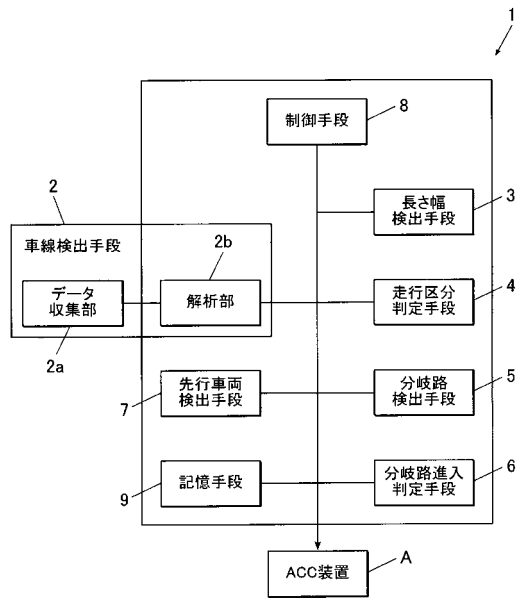 1
制御手段
8
2
長さ幅
検出手段
3
車線検出手段
2b
データ
収集部
解析部
走行区分
判定手段
4
2a
先行車両
検出手段
7
分岐路
検出手段
5
記憶手段
9
分岐路進入
判定手段
6
ACC装置
A